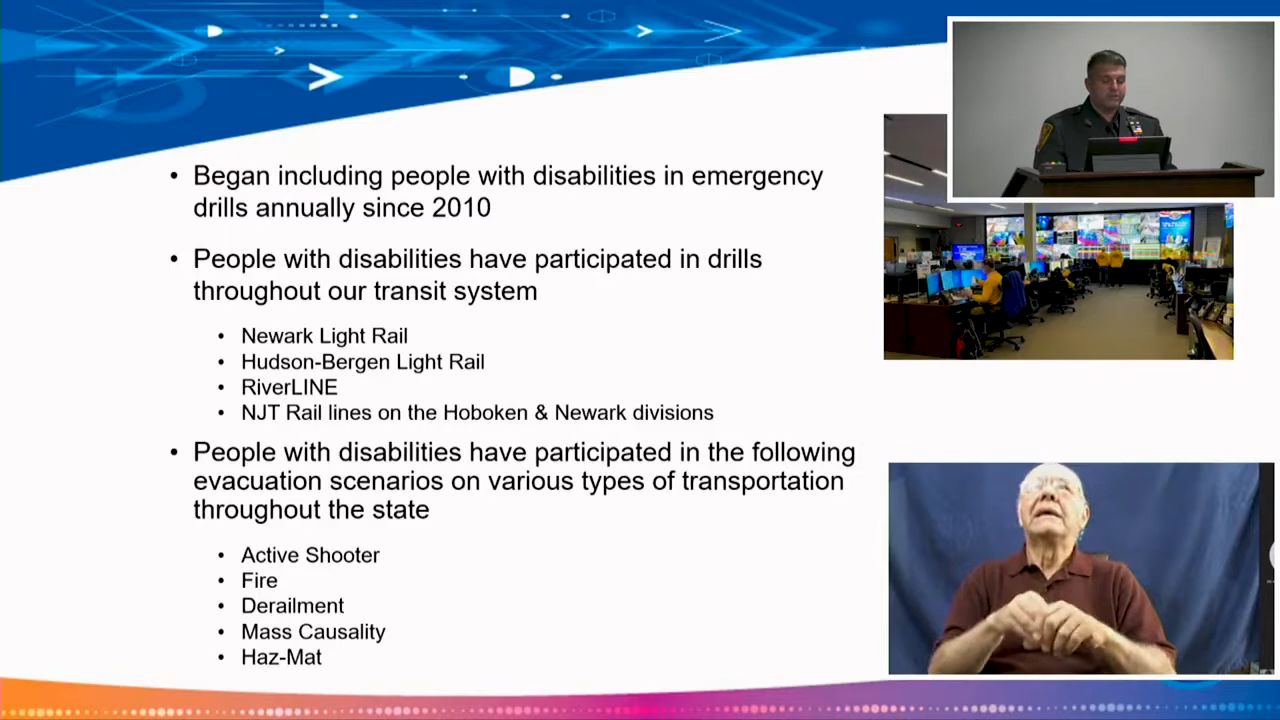 • Began including people with disabilities in emergency
drills annually since 2010
• People with disabilities have participated in drills
throughout our transit system
• Newark Light Rail
• Hudson-Bergen Light Rail
• RiverLINE
• NJT Rail lines on the Hoboken & Newark divisions
• People with disabilities have participated in the following
evacuation scenarios on various types of transportation
throughout the state
• Active Shooter
• Fire
• Derailment
• Mass Causality
• Haz-Mat